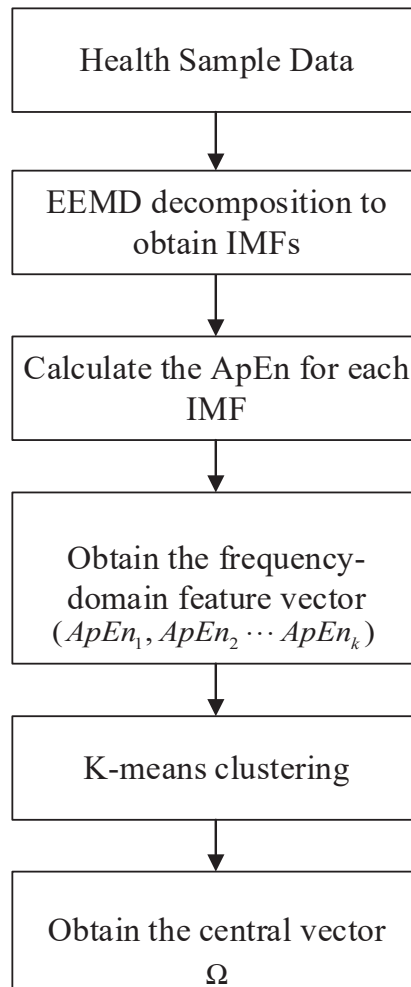 Health Sample Data
EEMD decomposition to
obtain IMFs
Calculate the ApEn for each
IMF
Obtain the frequency-
domain feature vector
(ApEn₁, ApEn₂ ⋯ ApEnₖ)
K-means clustering
Obtain the central vector
Ω